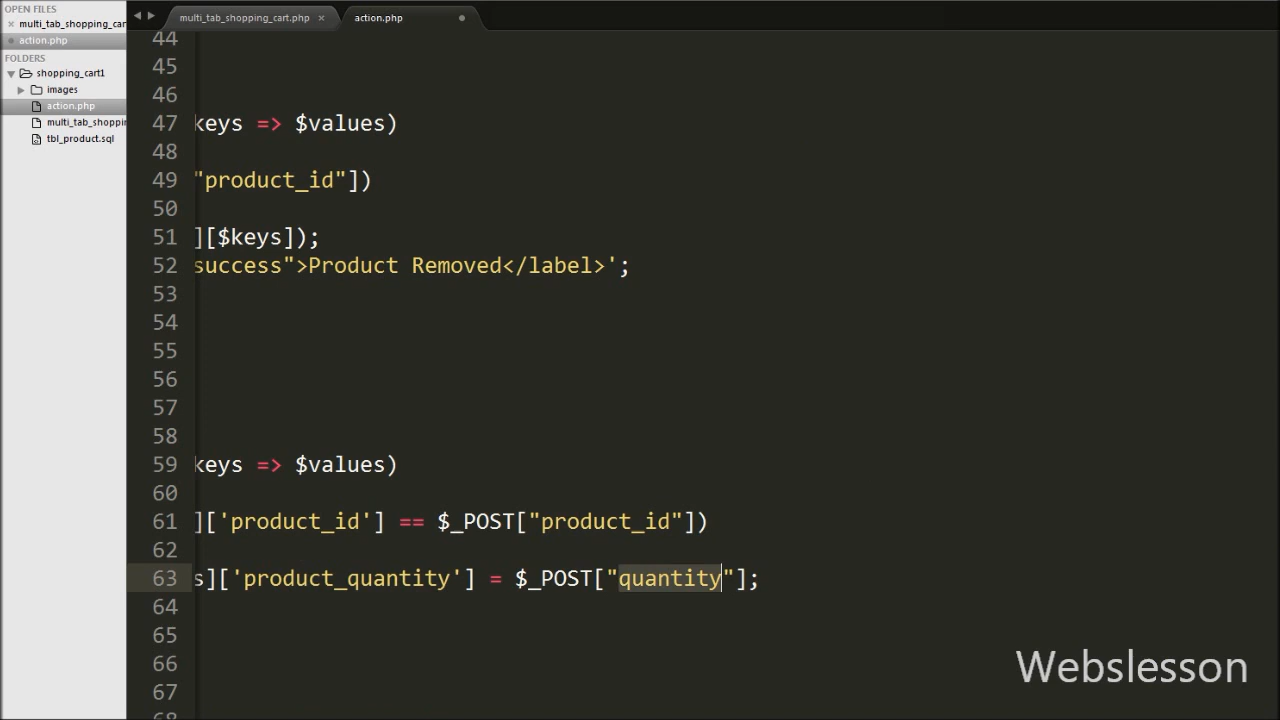 OPEN FILES
multi_tab_shopping_car
action.php
FOLDERS
shopping_cart1
images
action.php
multi_tab_shoppin
tbl_product.sql
multi_tab_shopping_cart.php ×
action.php
44
45
46
47 keys => $values)
48
49 "product_id"])
50
51 ][$keys]);
52 success">Product Removed</label>';
53
54
55
56
57
58
59 keys => $values)
60
61 ]['product_id'] == $_POST["product_id"])
62
63 s]['product_quantity'] = $_POST["quantity"];
64
65
66
67
68
Webslesson